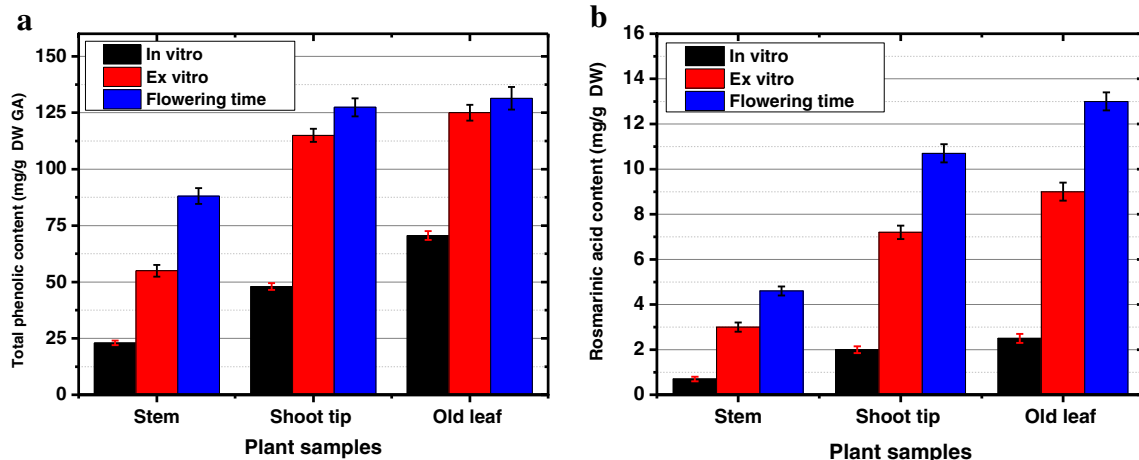 a
Total phenolic content (mg/g DW GA)
150
125
100
75
50
25
0
In vitro
Ex vitro
Flowering time
Stem
Shoot tip
Old leaf
Plant samples
b
Rosmarinic acid content (mg/g DW)
16
14
12
10
8
6
4
2
0
In vitro
Ex vitro
Flowering time
Stem
Shoot tip
Old leaf
Plant samples